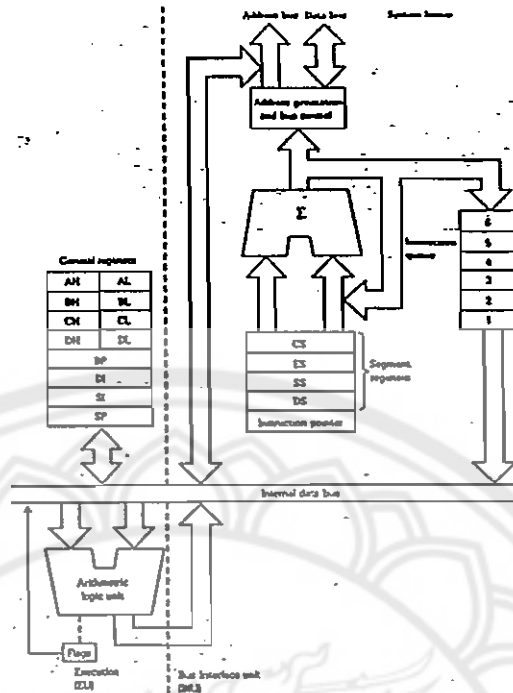 Address bus Data bus System buses
Address generation
and bus control
Σ
6
5
4
3
2
1
Instruction
queue
General registers
AH AL
BH BL
CH CL
DH DL
BP
DI
SI
SP
CS
ES
SS
DS
Instruction pointer
Segment
registers
Internal data bus
Arithmetic
logic unit
Flags
Execution
(EU)
Bus Interface unit
(BIU)